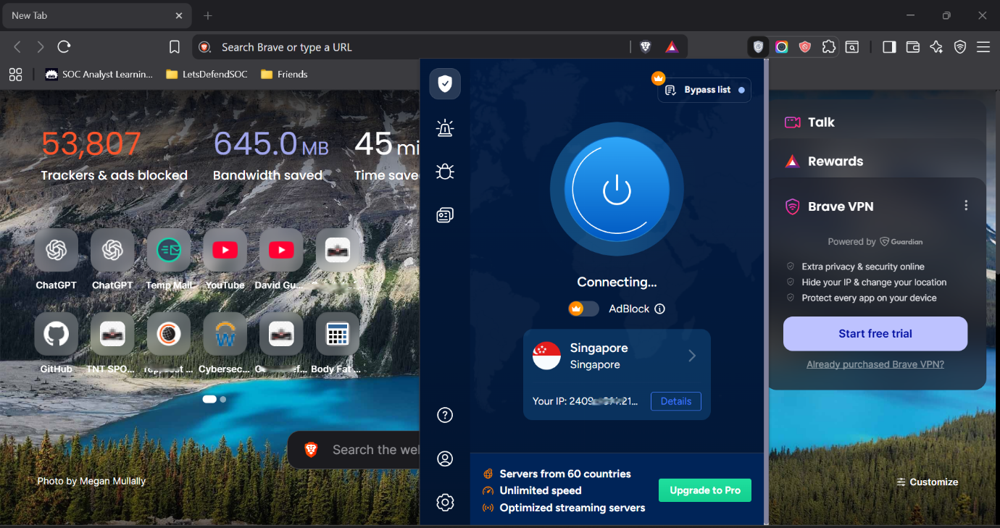 New Tab
Search Brave or type a URL
SOC Analyst Learnin...
LetsDefendSOC
Friends
53,807
Trackers & ads blocked
645.0 MB
Bandwidth saved
45 mi
Time save
ChatGPT
ChatGPT
Temp Mail
YouTube
David Gu...
GitHub
TNT SPO...
Cybersec...
Body Fat ...
Search the we
Photo by Megan Mullally
Bypass list
Connecting...
AdBlock
Singapore
Singapore
Your IP: 2409
21...
Details
Servers from 60 countries
Unlimited speed
Optimized streaming servers
Upgrade to Pro
Talk
Rewards
Brave VPN
Powered by Guardian
Extra privacy & security online
Hide your IP & change your location
Protect every app on your device
Start free trial
Already purchased Brave VPN?
Customize